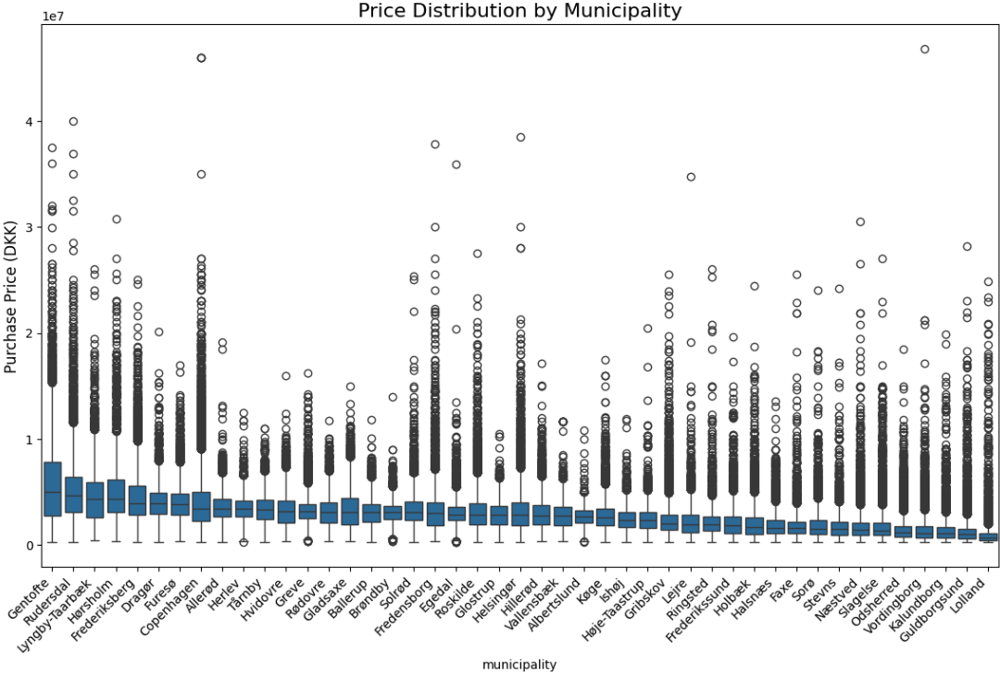 Price Distribution by Municipality
1e7
4
3
2
1
0
Purchase Price (DKK)
Gentofte
Rudersdal
Lyngby-Taarbæk
Hørsholm
Frederiksberg
Dragør
Furesø
Copenhagen
Allerød
Herlev
Tårnby
Hvidovre
Greve
Rødovre
Gladsaxe
Ballerup
Brøndby
Solrød
Fredensborg
Egedal
Roskilde
Glostrup
Helsingør
Hillerød
Vallensbæk
Albertslund
Køge
Ishøj
Høje-Taastrup
Gribskov
Lejre
Ringsted
Frederikssund
Holbæk
Halsnæs
Faxe
Sorø
Stevns
Næstved
Slagelse
Odsherred
Vordingborg
Kalundborg
Guldborgsund
Lolland
municipality